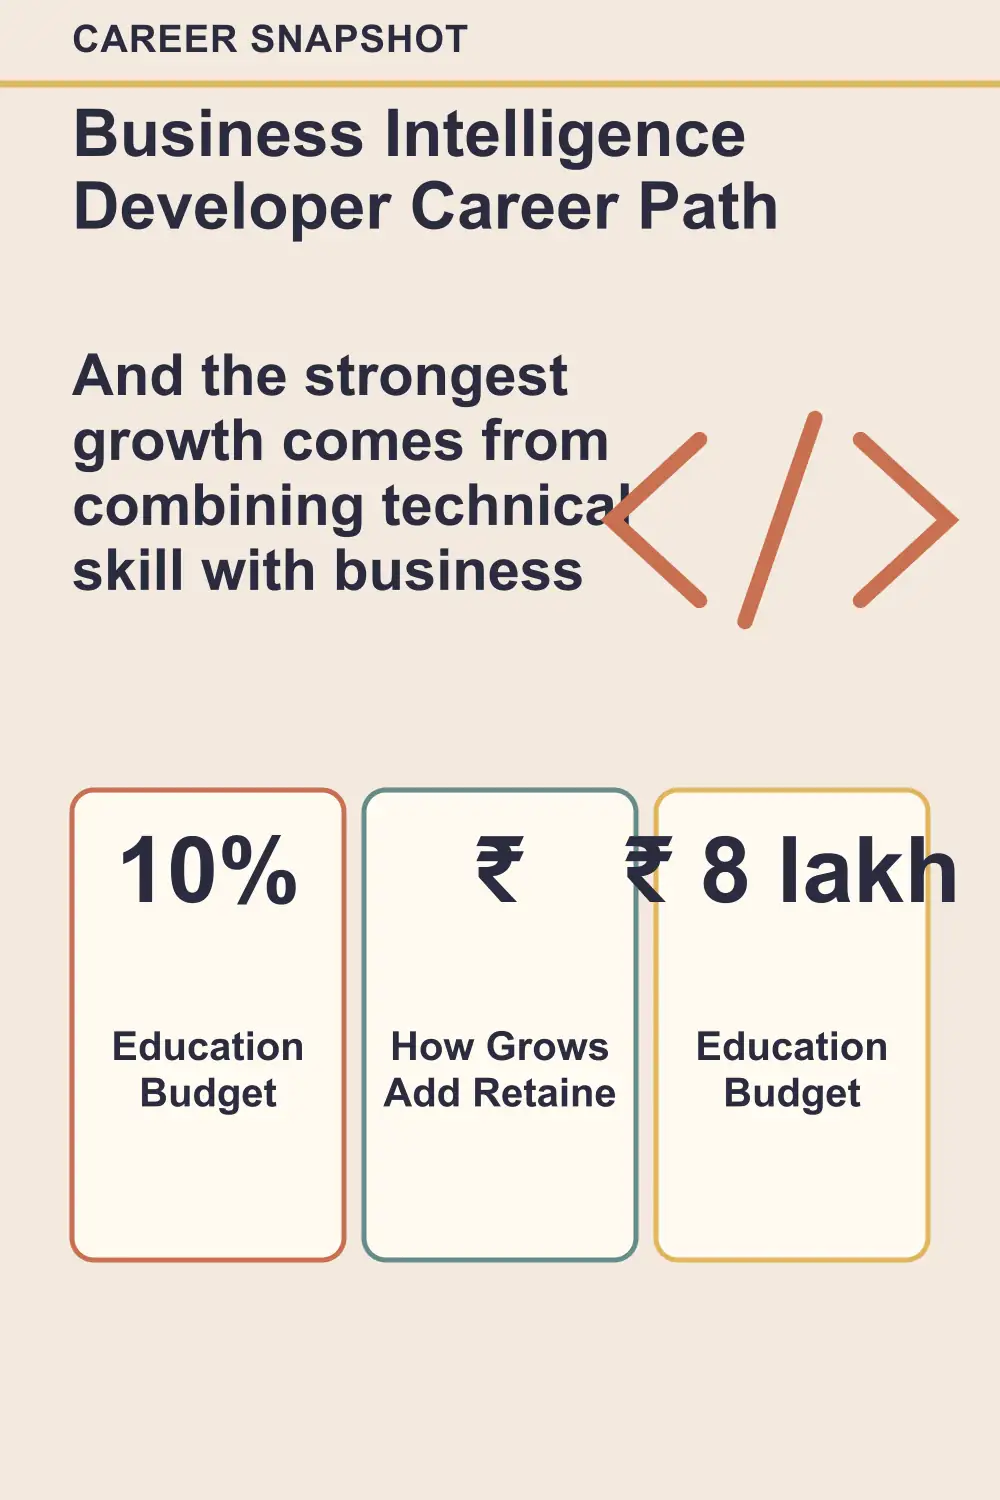 CAREER SNAPSHOT
Business Intelligence
Developer Career Path
And the strongest
growth comes from
combining technical
skill with business
10%
₹
₹ 8 lakh
Education
Budget
How Grows
Add Retaine
Education
Budget